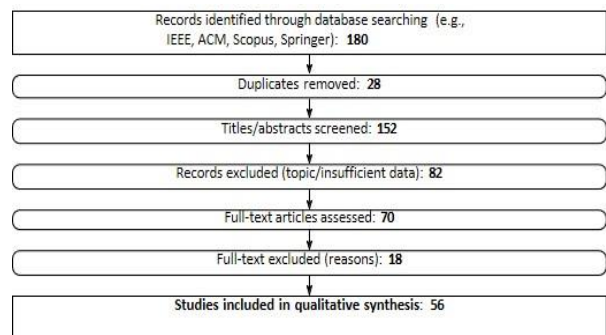 Records identified through database searching (e.g.,
IEEE, ACM, Scopus, Springer): 180
Duplicates removed: 28
Titles/abstracts screened: 152
Records excluded (topic/insufficient data): 82
Full-text articles assessed: 70
Full-text excluded (reasons): 18
Studies included in qualitative synthesis: 56